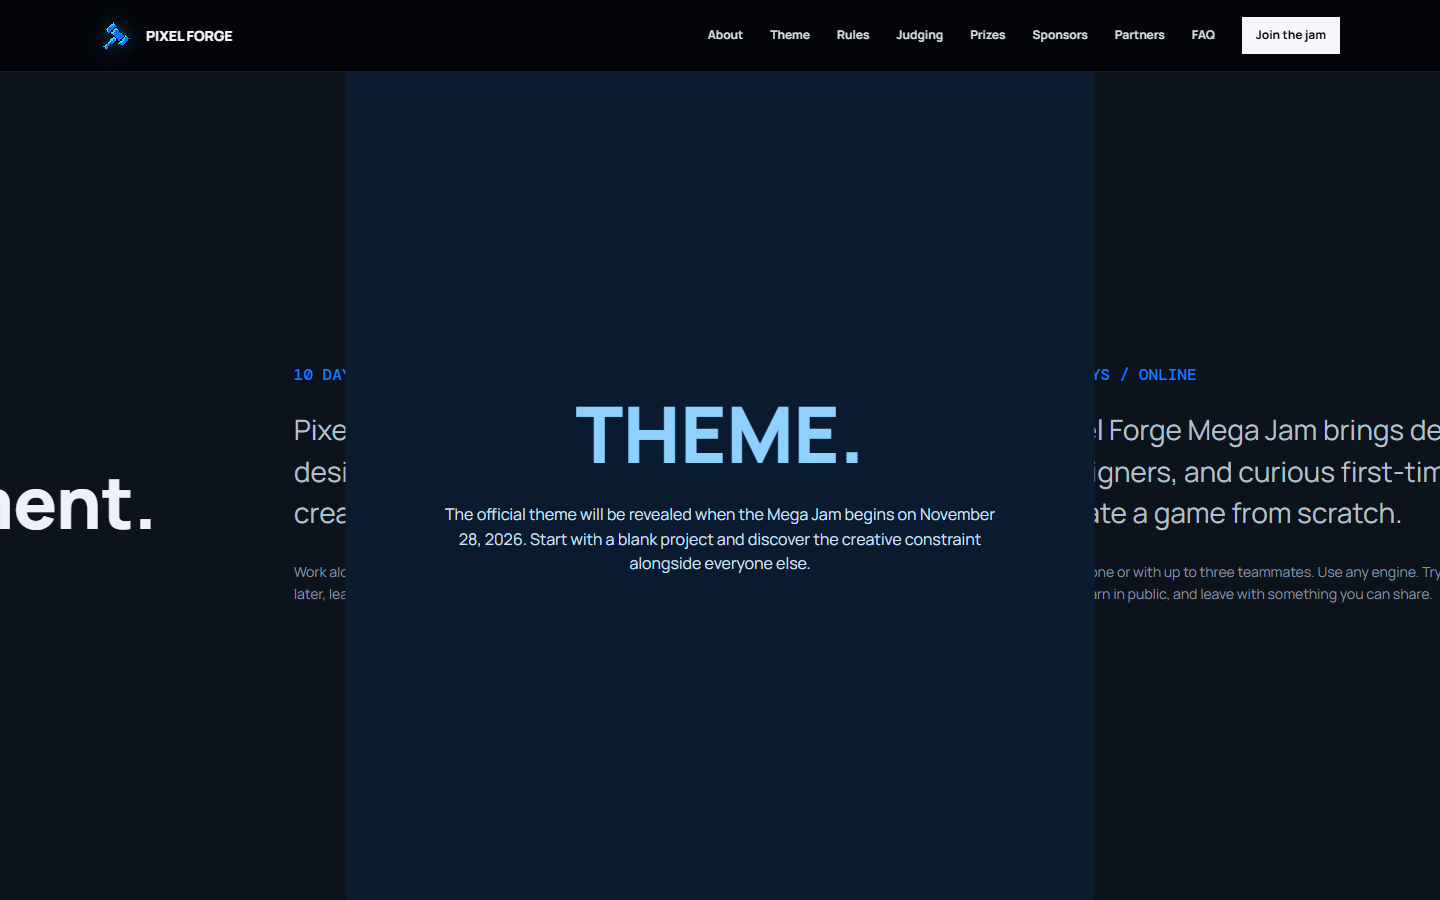 PIXEL FORGE
About Theme Rules Judging Prizes Sponsors Partners FAQ Join the jam
THEME.
The official theme will be revealed when the Mega Jam begins on November
28, 2026. Start with a blank project and discover the creative constraint
alongside everyone else.
ent.
10 DAY
Pixe
desi
crea
Work alo
later, lea
YS / ONLINE
el Forge Mega Jam brings de
igners, and curious first-tim
ate a game from scratch.
one or with up to three teammates. Use any engine. Try
arn in public, and leave with something you can share.